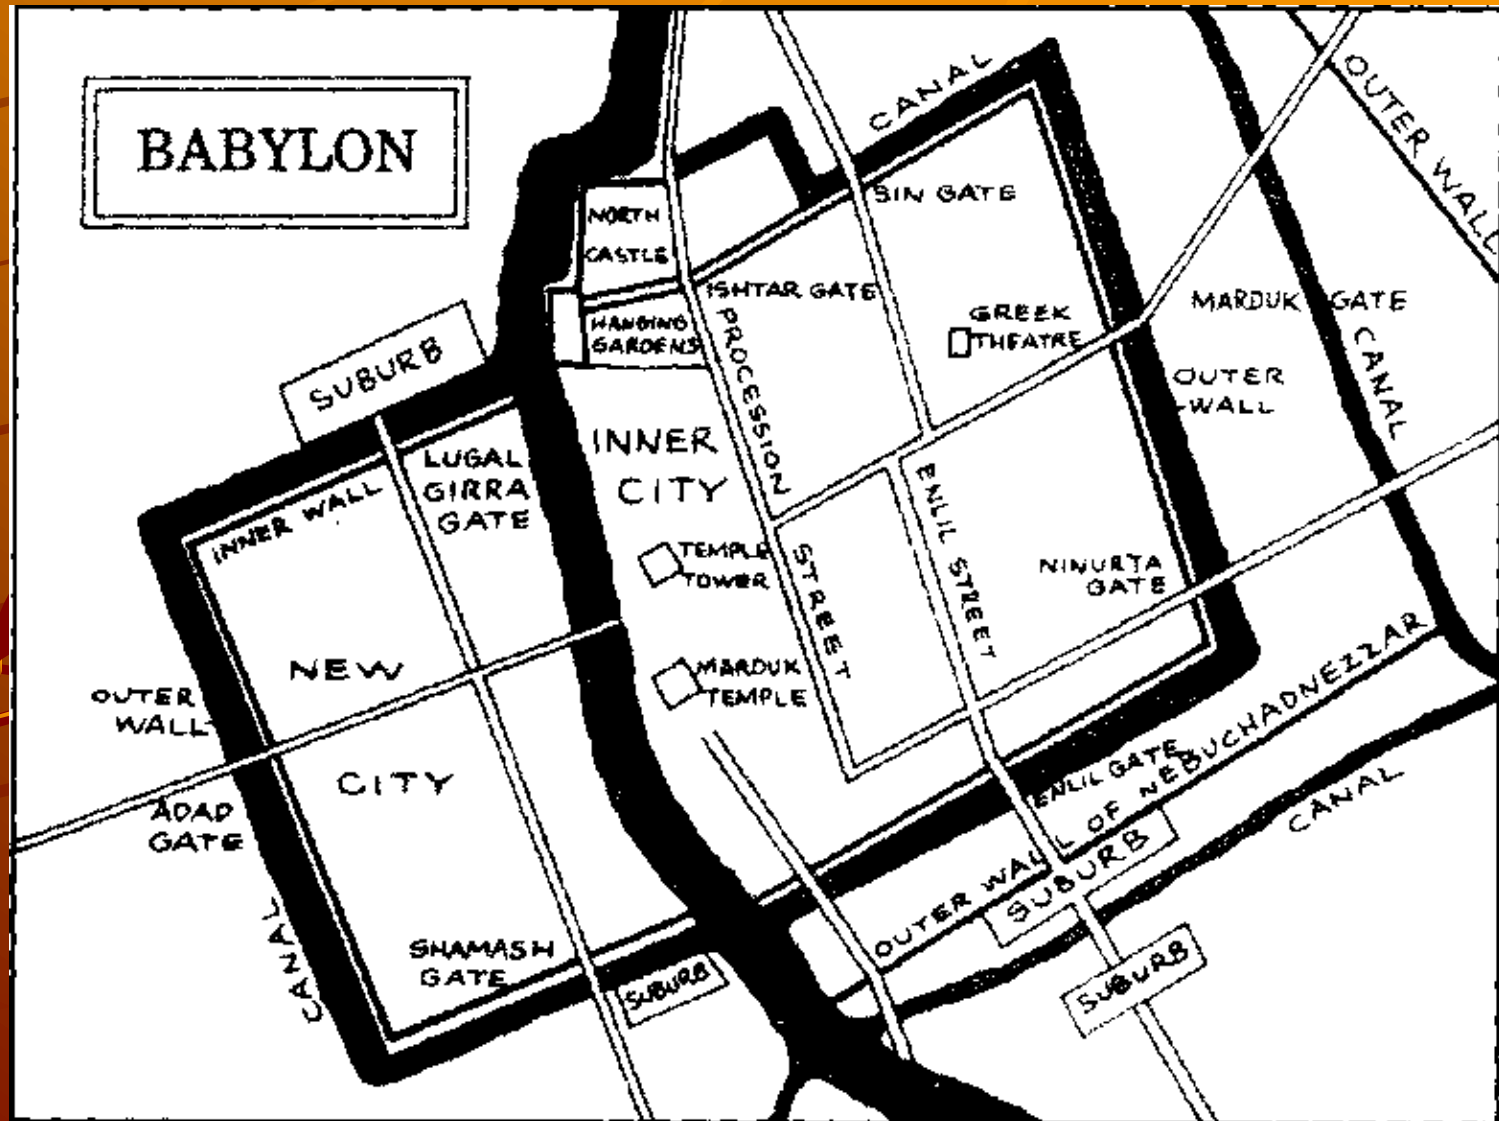 BABYLON
CANAL
OUTER WALL
SIN GATE
NORTH
CASTLE
ISHTAR GATE
MARDUK GATE
HANGING
GARDENS
GREEK
THEATRE
PROCESSION
STREET
CANAL
SUBURB
OUTER
WALL
INNER
CITY
LUGAL
GIRRA
GATE
INNER WALL
ENLIL STREET
TEMPLE
TOWER
NINURTA
GATE
NEW
CITY
MARDUK
TEMPLE
OUTER
WALL
ADAD
GATE
ENLIL GATE
OUTER WALL OF NEBUCHADNEZZAR
CANAL
SUBURB
CANAL
SHAMASH
GATE
SUBURB
SUBURB